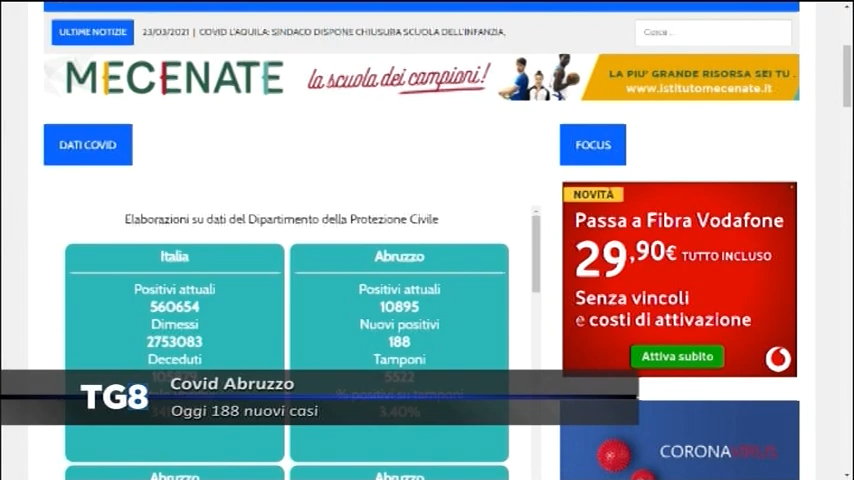 ULTIME NOTIZIE
23/03/2021 | COVID L'AQUILA: SINDACO DISPONE CHIUSURA SCUOLA DELL'INFANZIA,
Cerca ...
MECENATE
la scuola dei campioni!
LA PIU' GRANDE RISORSA SEI TU .
www.istitutomecenate.it
DATI COVID
FOCUS
Elaborazioni su dati del Dipartimento della Protezione Civile
Italia
Positivi attuali
560654
Dimessi
2753083
Deceduti
Abruzzo
Positivi attuali
10895
Nuovi positivi
188
Tamponi
5522
% positivi su tamponi
3.40%
Abruzzo
Abruzzo
NOVITÀ
Passa a Fibra Vodafone
29,90€ TUTTO INCLUSO
Senza vincoli
e costi di attivazione
Attiva subito
CORONAVIRUS
TG8
Covid Abruzzo
Oggi 188 nuovi casi